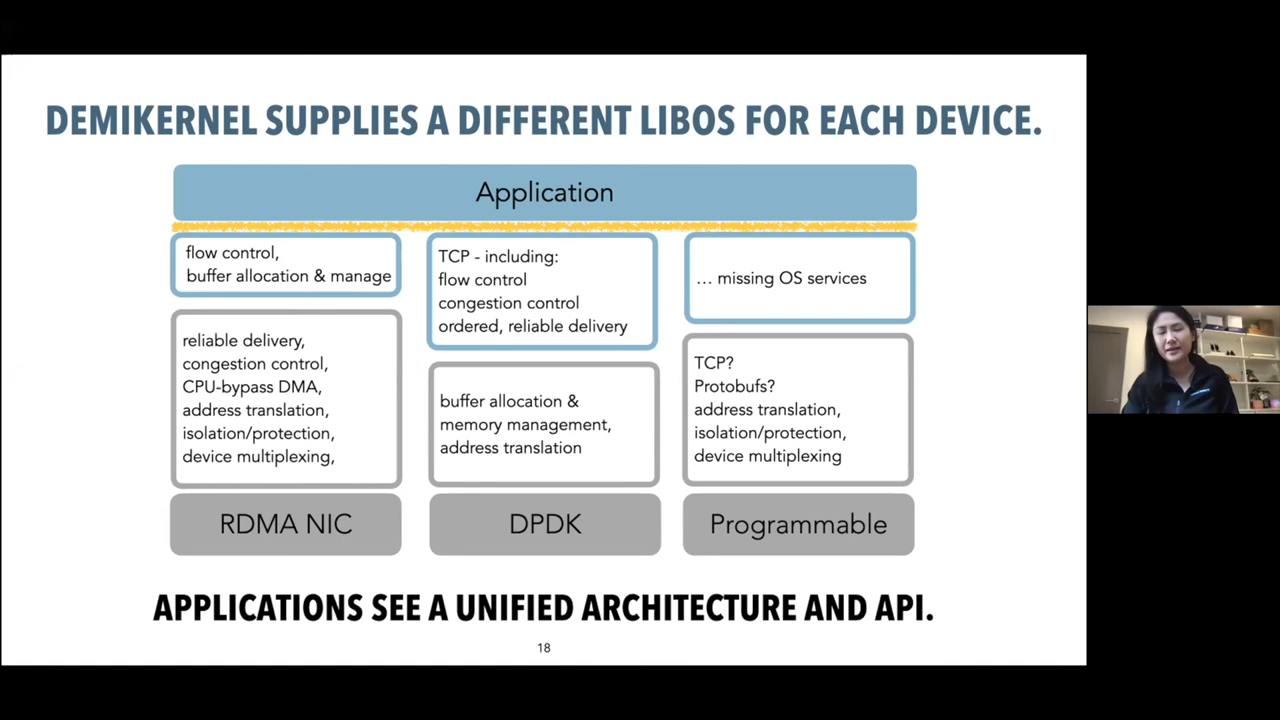 DEMIKERNEL SUPPLIES A DIFFERENT LIBOS FOR EACH DEVICE.
Application
flow control,
buffer allocation & manage
TCP - including:
flow control
congestion control
ordered, reliable delivery
... missing OS services
reliable delivery,
congestion control,
CPU-bypass DMA,
address translation,
isolation/protection,
device multiplexing,
buffer allocation &
memory management,
address translation
TCP?
Protobufs?
address translation,
isolation/protection,
device multiplexing
RDMA NIC
DPDK
Programmable
APPLICATIONS SEE A UNIFIED ARCHITECTURE AND API.
18